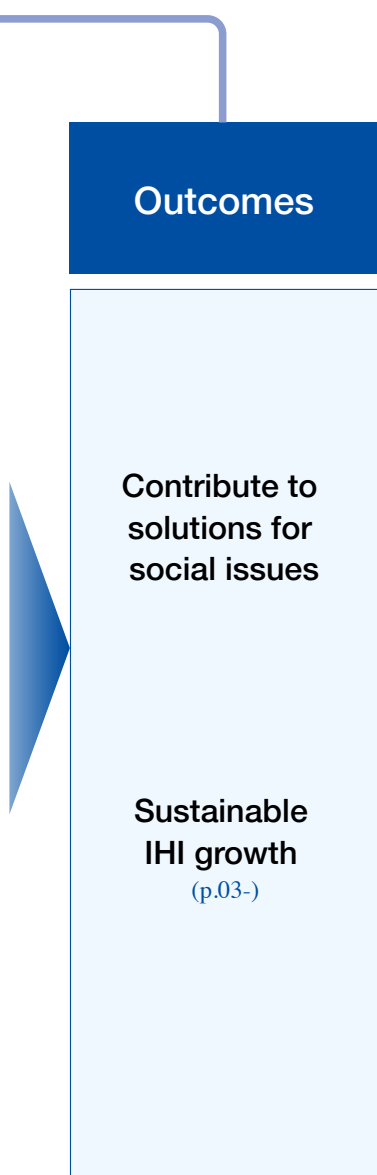 Outcomes
Contribute to
solutions for
social issues
Sustainable
IHI growth
(p.03-)